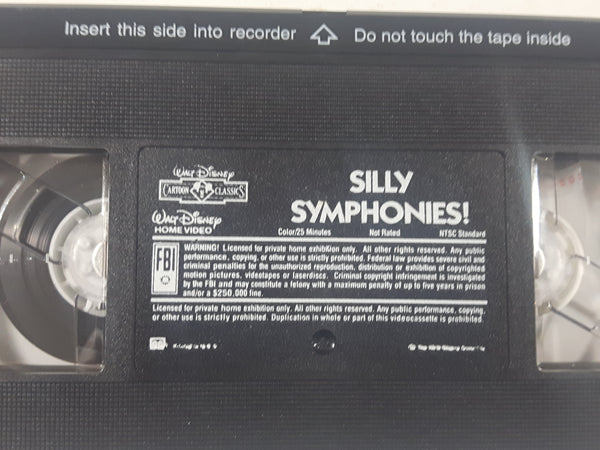 Insert this side into recorder Do not touch the tape inside
Walt Disney
CARTOON CLASSICS
SILLY
SYMPHONIES!
Walt Disney
HOME VIDEO
Color/25 Minutes Not Rated NTSC Standard
FBI
WARNING! Licensed for private home exhibition only. All other rights reserved. Any public
performance, copying, or other use is strictly prohibited. Federal law provides severe civil and
criminal penalties for the unauthorized reproduction, distribution or exhibition of copyrighted
motion pictures, videotapes or laserdiscs. Criminal copyright infringement is investigated
by the FBI and may constitute a felony with a maximum penalty of up to five years in prison
and/or a $250,000 fine.
Licensed for private home exhibition only. All other rights reserved. Any public performance, copying,
or other use is strictly prohibited. Duplication in whole or part of this videocassette is prohibited.